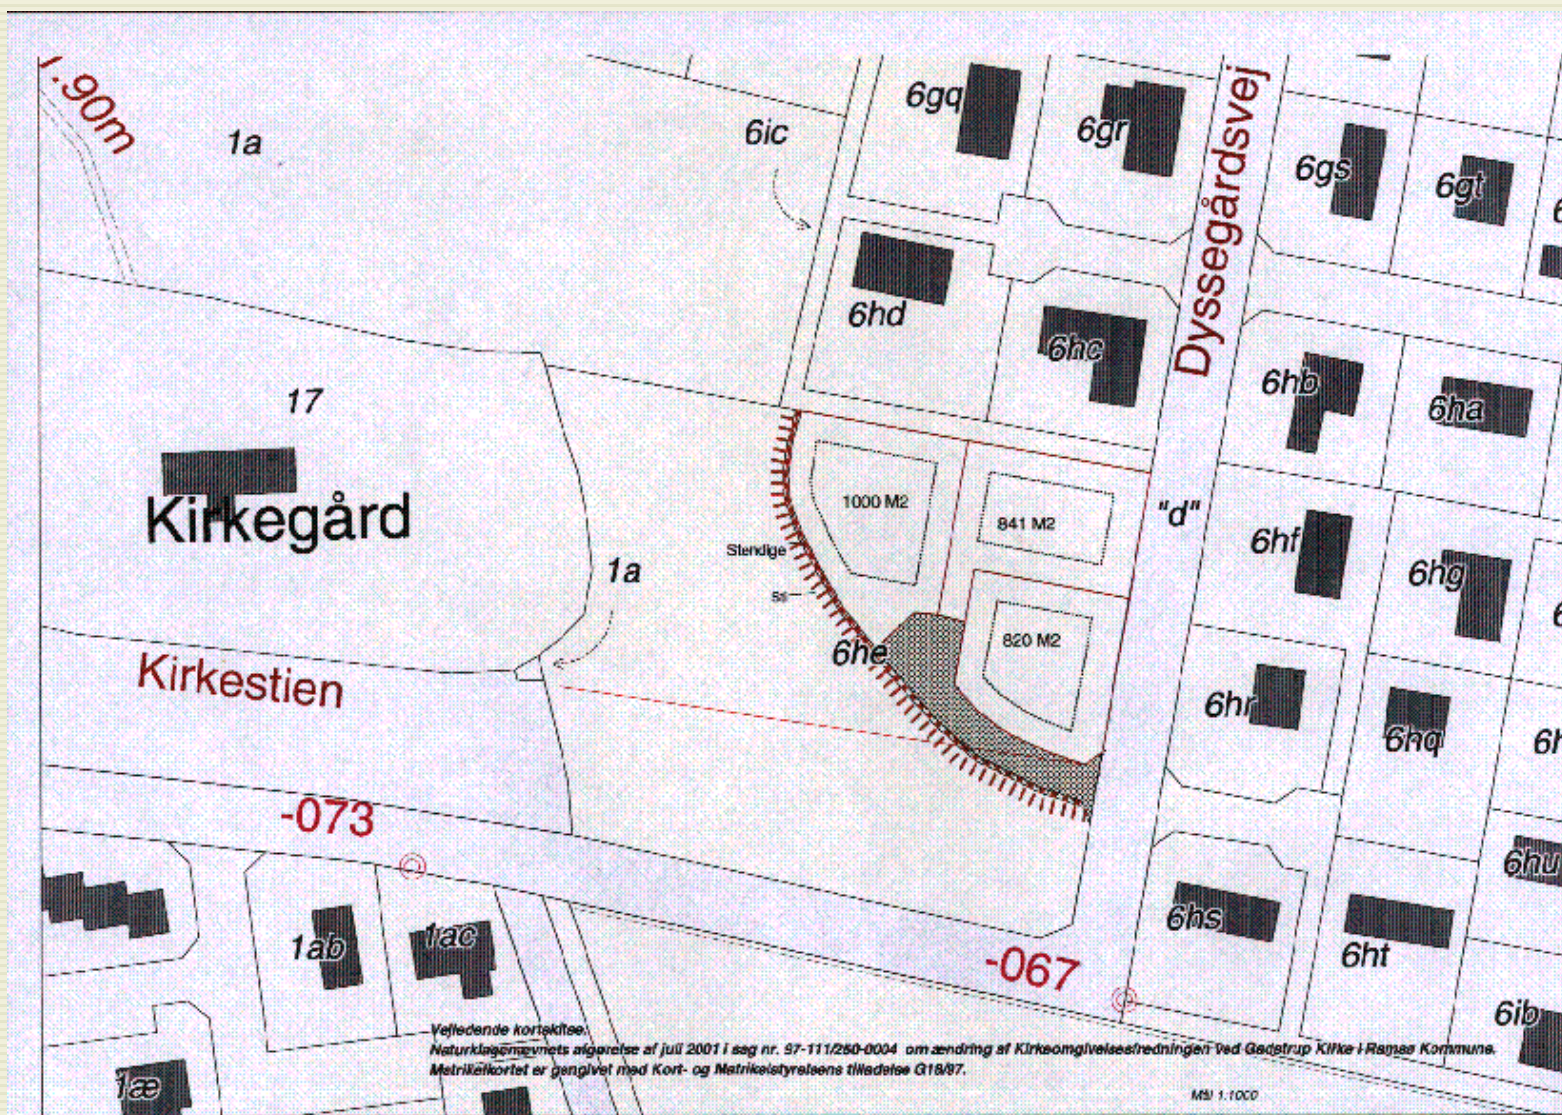 1.90m
1a
6ic
6gq
6gr
Dyssegårdsvej
6gs
6gt
6hd
6hc
6hb
6ha
17
Kirkegård
1a
1000 M2
841 M2
"d"
Stendige
Sti
820 M2
6he
6hf
6hg
Kirkestien
6hr
6hq
-073
6hu
1ab
1ac
6hs
6ht
-067
6ib
1æ
Vejledende kortskitse.
Naturklagenævnets afgørelse af juli 2001 i sag nr. 97-111/250-0004 om ændring af Kirkeomgivelsesfredningen ved Gadstrup Kirke i Ramsø Kommune.
Matrikelkortet er gengivet med Kort- og Matrikelstyrelsens tilladelse G18/97.
Mål 1:1000